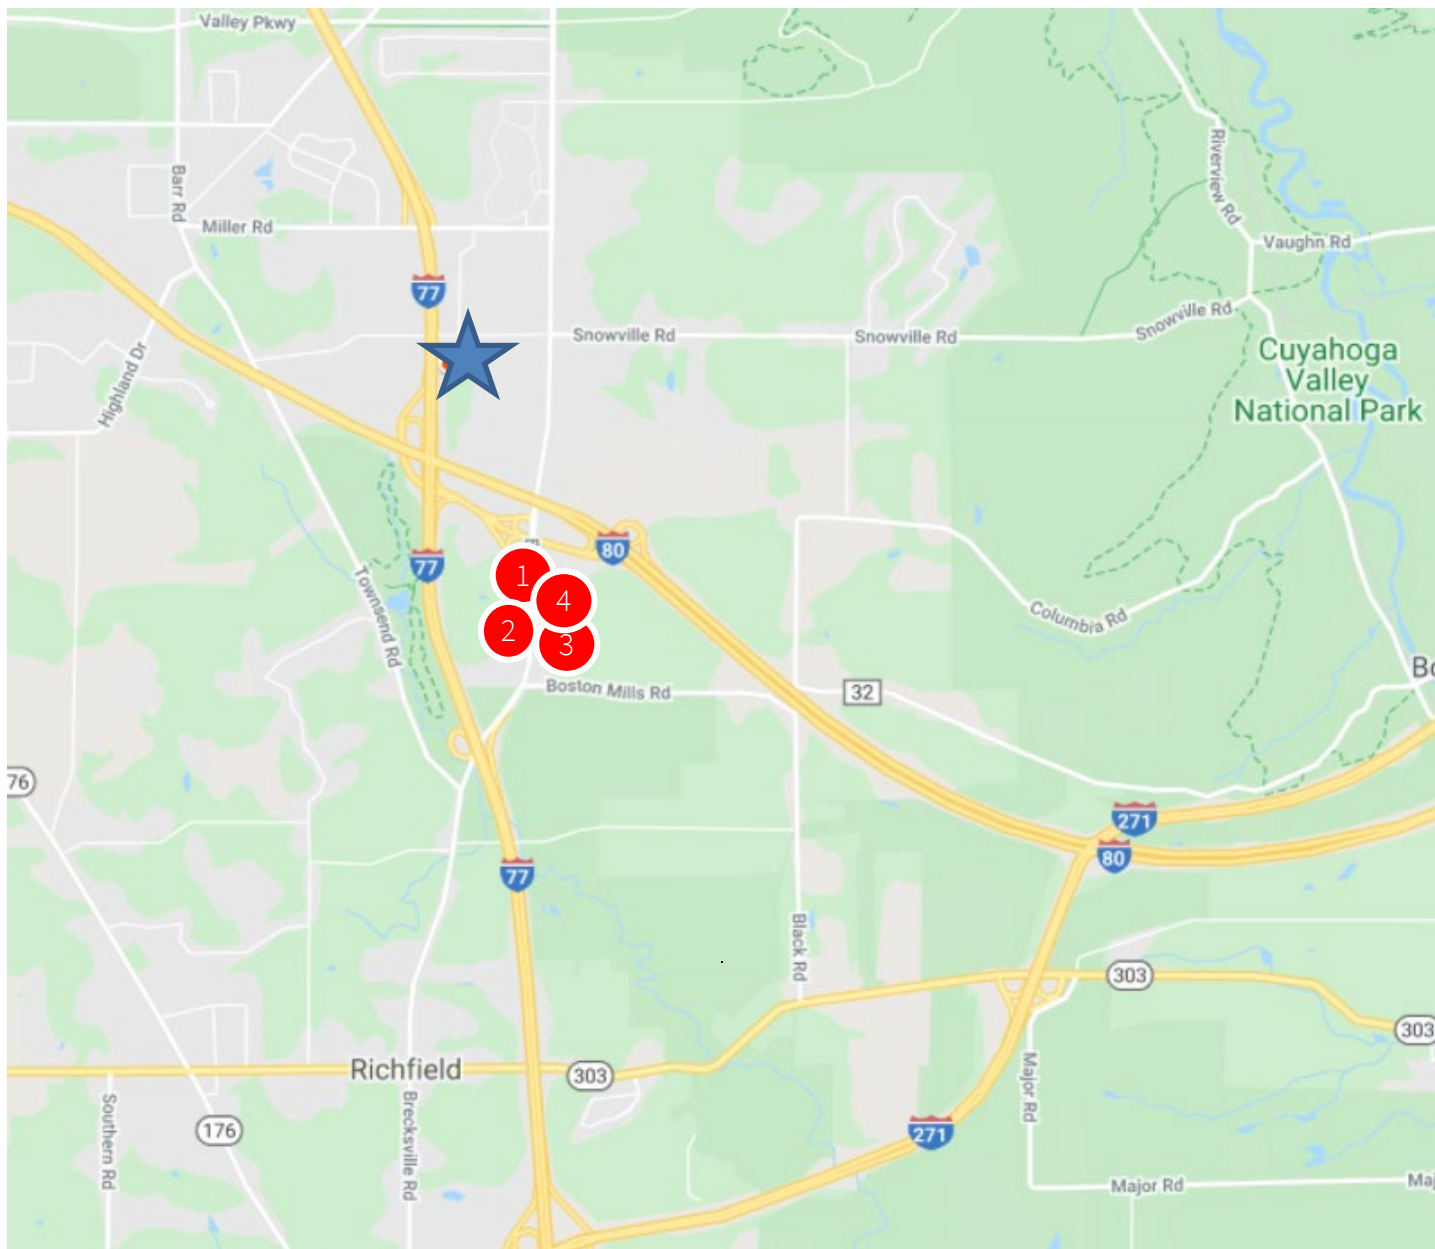 Valley Pkwy
Barr Rd
Miller Rd
Riverview Rd
Vaughn Rd
77
Snowville Rd
Snowville Rd
Snowville Rd
Highland Dr
Cuyahoga
Valley
National Park
80
77
1
4
2
3
Townsend Rd
Columbia Rd
Boston Mills Rd
32
Bo
76
271
80
77
Black Rd
303
303
Richfield
303
Major Rd
Southern Rd
176
Brecksville Rd
271
Major Rd
Maj